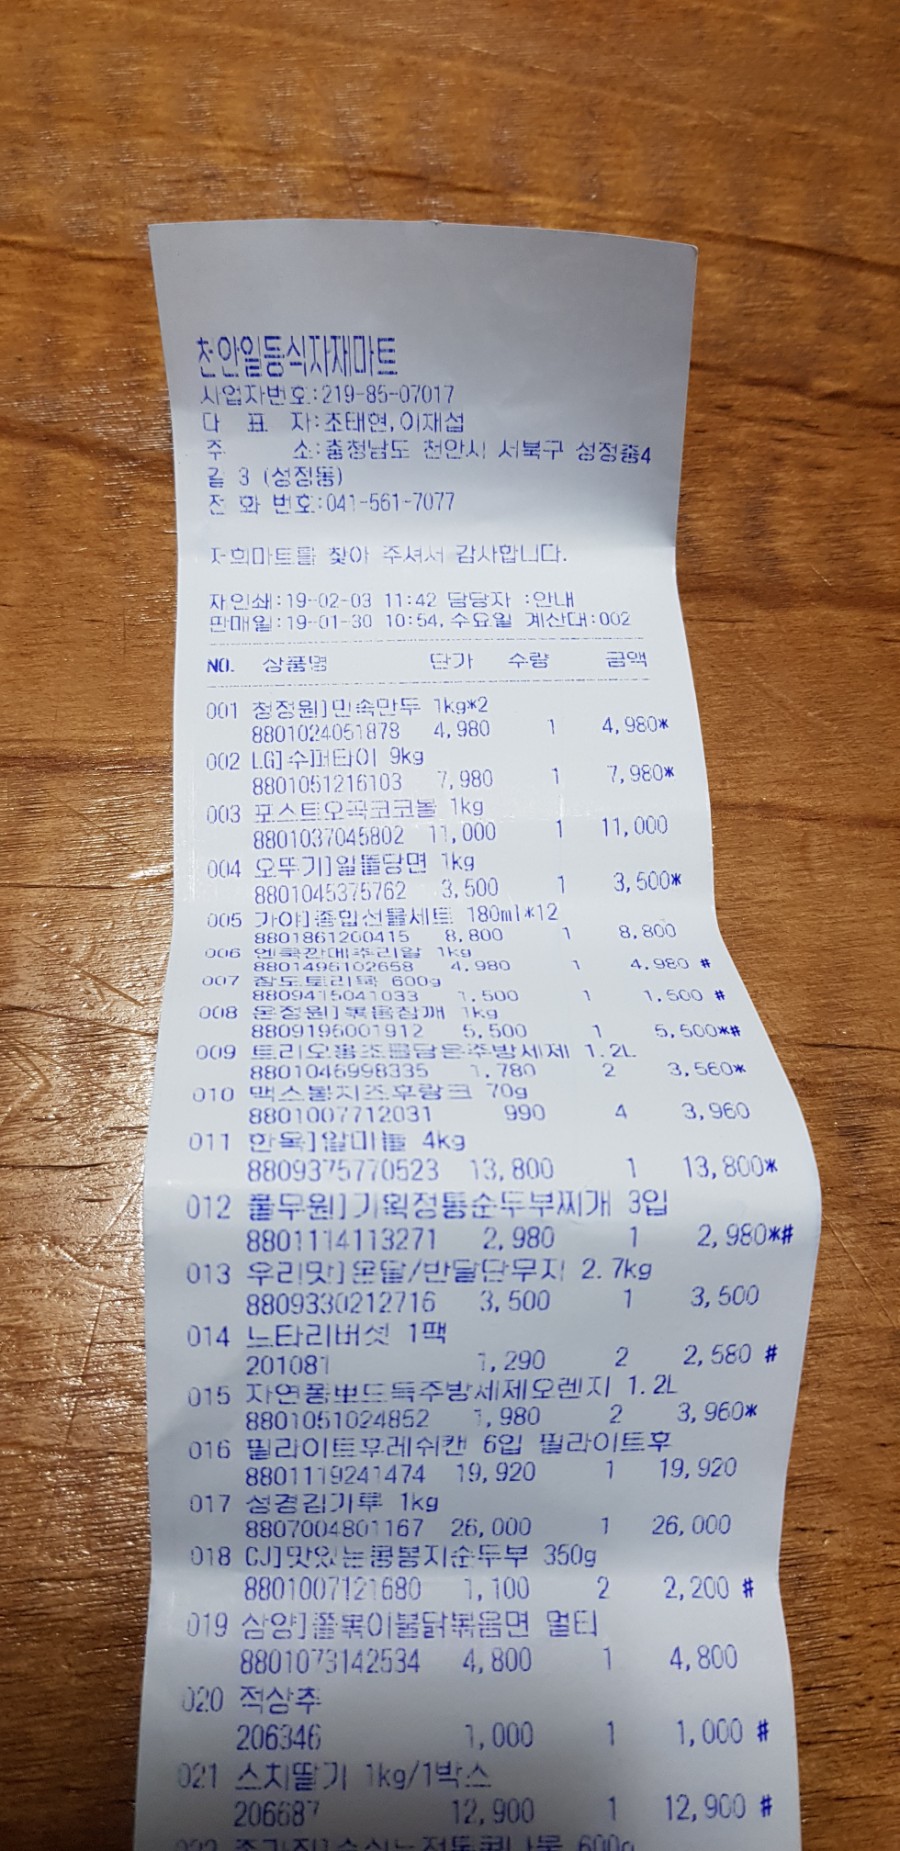 천안일등식자재마트
사업자번호:219-85-07017
대 표 자:조태현,이재섭
주 소:충청남도 천안시 서북구 성정중4
길 3 (성정동)
전 화 번호:041-561-7077
저희마트를 찾아 주셔서 감사합니다.
재인쇄:19-02-03 11:42 담당자 :안내
판매일:19-01-30 10:54, 수요일 계산대:002
NO. 상품명 단가 수량 금액
001 청정원]민속만두 1kg*2
8801024051878 4,980 1 4,980*
002 LG]수퍼타이 9kg
8801051216103 7,980 1 7,980*
003 포스트오곡코코볼 1kg
8801037045802 11,000 1 11,000
004 오뚜기]일품당면 1kg
8801045375762 3,500 1 3,500*
005 가야]종합선물세트 180ml*12
8801861200415 8,800 1 8,800
006 깐메추리알 1kg
8801496102658 4,980 1 4,980 #
007 참도토리묵 600g
8809415041033 1,500 1 1,500 #
008 볶음참깨 1kg
8809196001912 5,500 1 5,500*#
009 트리오홍초를담은주방세제 1.2L
8801046998335 1,780 2 3,560*
010 맥스봉치즈후랑크 70g
8801007712031 990 4 3,960
011 한옥] 4kg
8809375770523 13,800 1 13,800*
012 풀무원]기획정통순두부찌개 3입
8801114113271 2,980 1 2,980*#
013 우리맛]온달/반달단무지 2.7kg
8809330212716 3,500 1 3,500
014 느타리버섯 1팩
201081 1,290 2 2,580 #
015 자연퐁뽀드득주방세제오렌지 1.2L
8801051024852 1,980 2 3,960*
016 필라이트후레쉬캔 6입 필라이트후
8801119241474 19,920 1 19,920
017 성경김가루 1kg
8807004801167 26,000 1 26,000
018 CJ]맛있는콩봉지순두부 350g
8801007121680 1,100 2 2,200 #
019 삼양]쫄볶이불닭볶음면 멀티
8801073142534 4,800 1 4,800
020 적상추
206346 1,000 1 1,000 #
021 스치딸기 1kg/1박스
206687 12,900 1 12,900 #